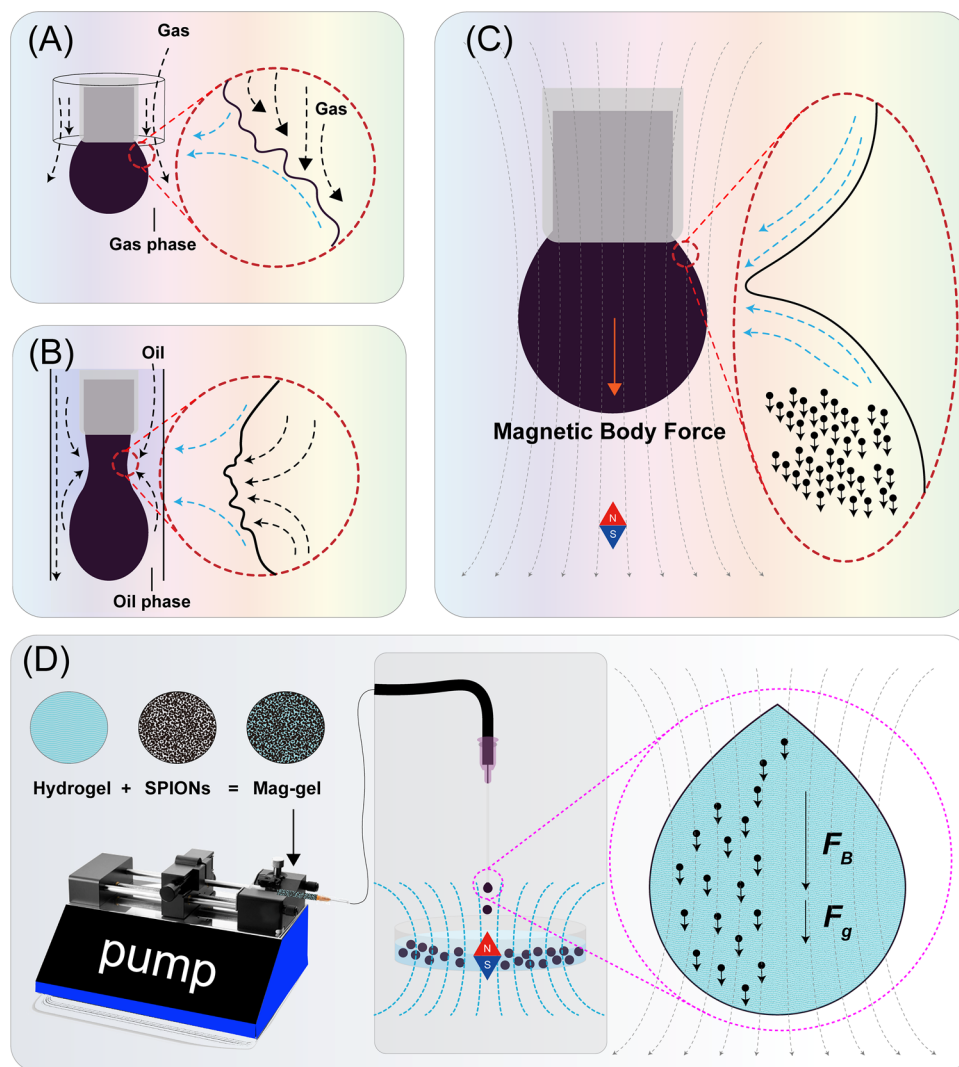 (A)
Gas
Gas
Gas phase
(B)
Oil
Oil phase
(C)
Magnetic Body Force
N
S
(D)
Hydrogel + SPIONs = Mag-gel
pump
N
S
F_B
F_g